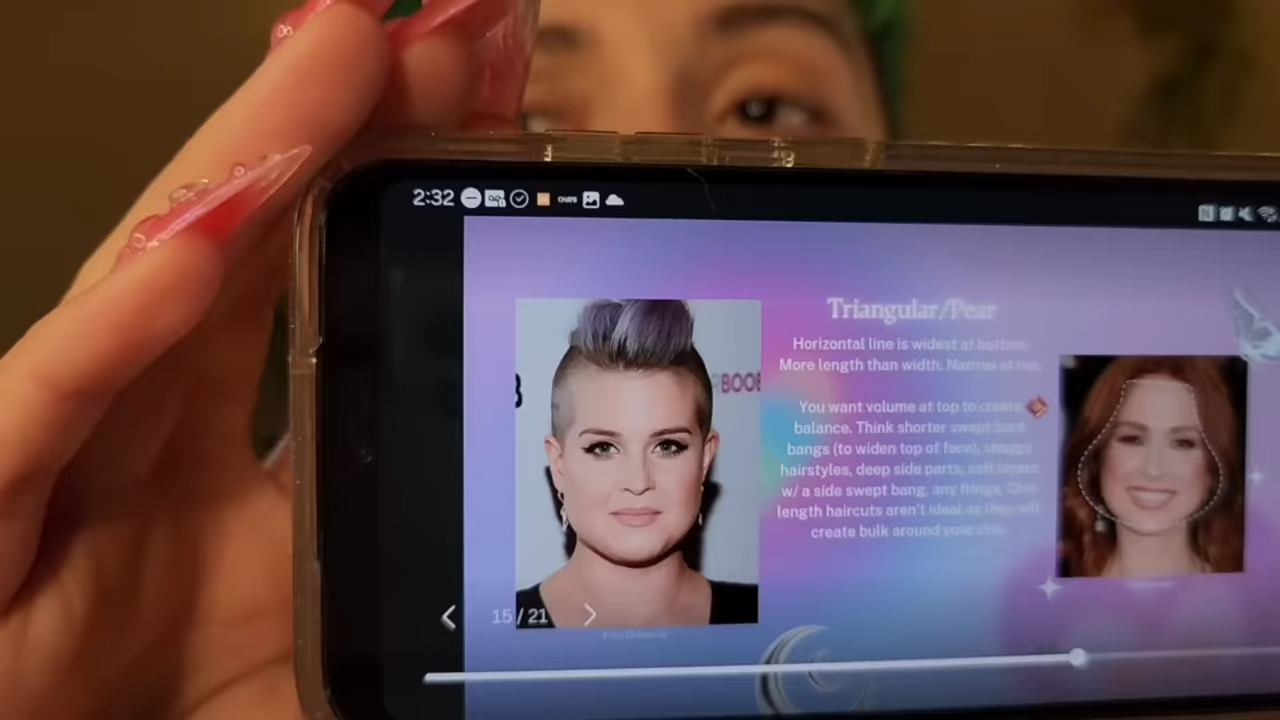 2:32
BOOB
Triangular/Pear
Horizontal line is widest at bottom.
More length than width. Narrow at top.
You want volume at top to create
balance. Think shorter swept back
bangs (to widen top of face), shaggy
hairstyles, deep side parts, soft layers
w/ a side swept bang, any fringe. Chin
length haircuts aren't ideal as they will
create bulk around your chin.
15 / 21